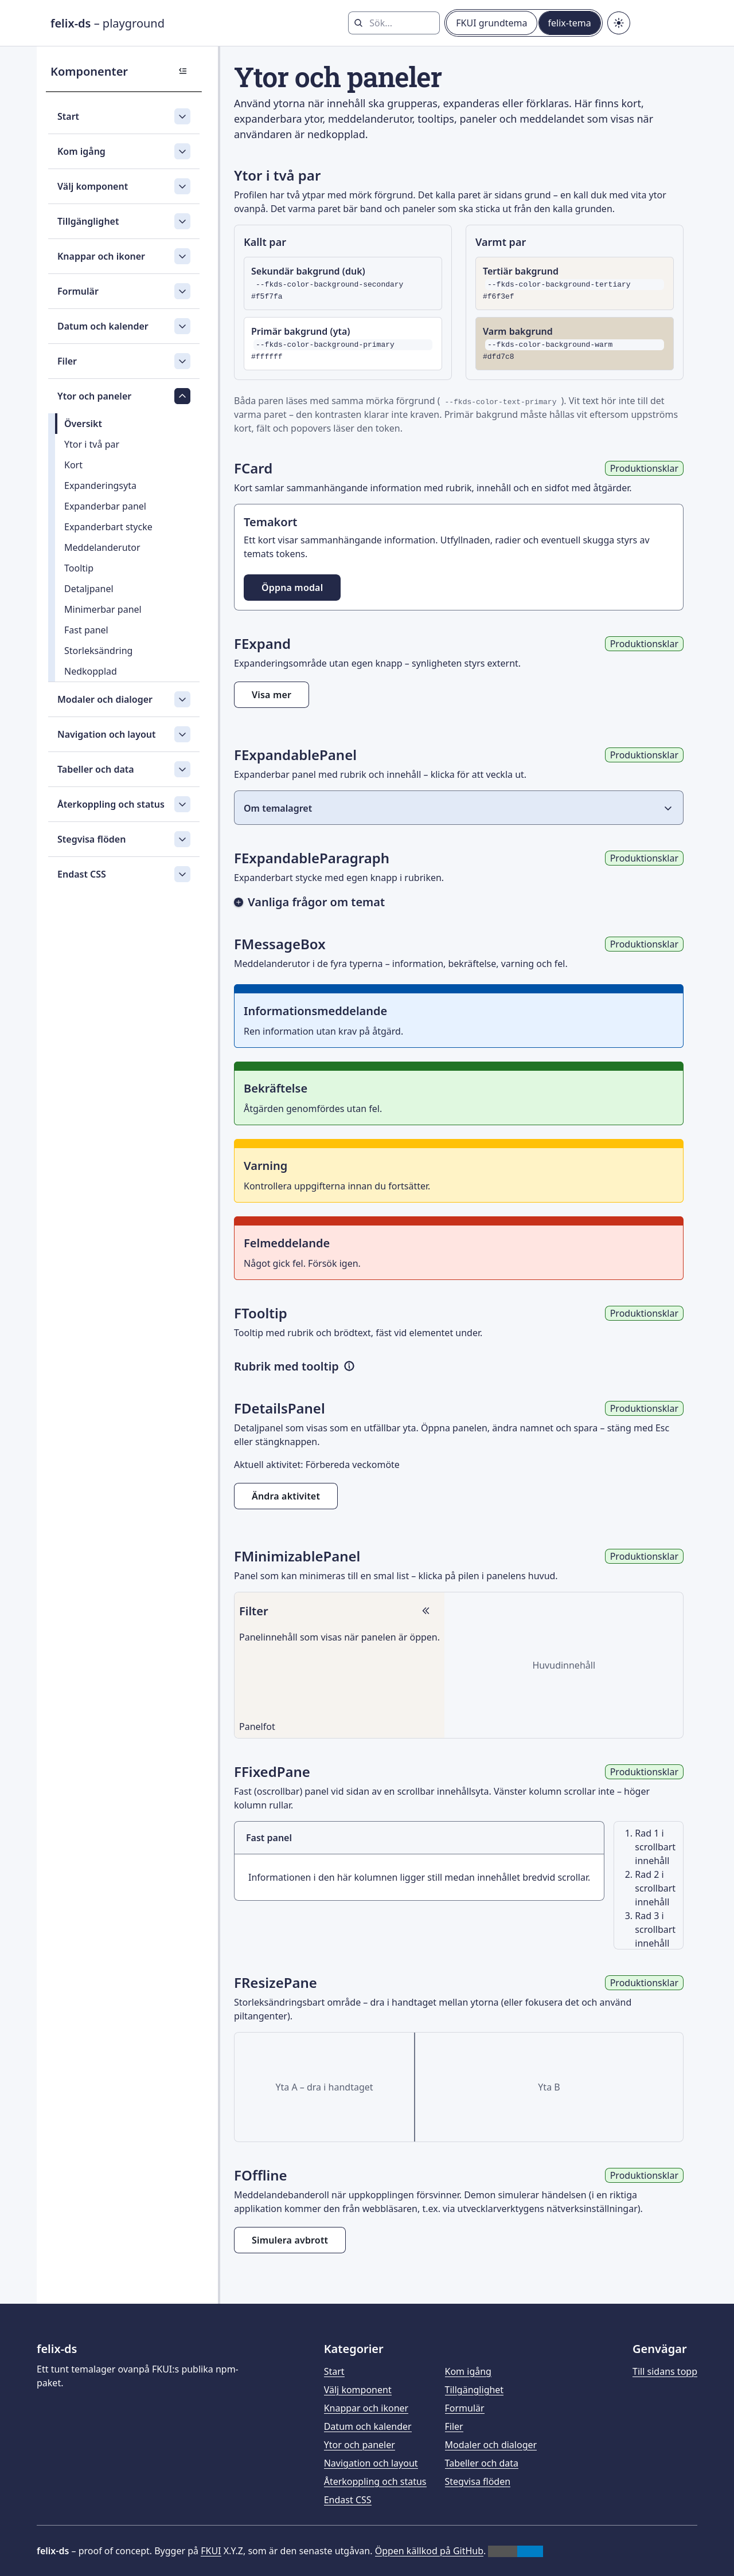 felix-ds – playground
Sök...
FKUI grundtema
felix-tema
Komponenter
Start
Kom igång
Välj komponent
Tillgänglighet
Knappar och ikoner
Formulär
Datum och kalender
Filer
Ytor och paneler
Översikt
Ytor i två par
Kort
Expanderingsyta
Expanderbar panel
Expanderbart stycke
Meddelanderutor
Tooltip
Detaljpanel
Minimerbar panel
Fast panel
Storleksändring
Nedkopplad
Modaler och dialoger
Navigation och layout
Tabeller och data
Återkoppling och status
Stegvisa flöden
Endast CSS
Ytor och paneler
Använd ytorna när innehåll ska grupperas, expanderas eller förklaras. Här finns kort,
expanderbara ytor, meddelanderutor, tooltips, paneler och meddelandet som visas när
användaren är nedkopplad.
Ytor i två par
Profilen har två ytpar med mörk förgrund. Det kalla paret är sidans grund – en kall duk med vita ytor
ovanpå. Det varma paret bär band och paneler som ska sticka ut från den kalla grunden.
Kallt par
Sekundär bakgrund (duk)
--fkds-color-background-secondary
#f5f7fa
Primär bakgrund (yta)
--fkds-color-background-primary
#ffffff
Varmt par
Tertiär bakgrund
--fkds-color-background-tertiary
#f6f3ef
Varm bakgrund
--fkds-color-background-warm
#dfd7c8
Båda paren läses med samma mörka förgrund ( --fkds-color-text-primary ). Vit text hör inte till det
varma paret – den kontrasten klarar inte kraven. Primär bakgrund måste hållas vit eftersom uppströms
kort, fält och popovers läser den token.
FCard
Produktionsklar
Kort samlar sammanhängande information med rubrik, innehåll och en sidfot med åtgärder.
Temakort
Ett kort visar sammanhängande information. Utfyllnaden, radier och eventuell skugga styrs av
temats tokens.
Öppna modal
FExpand
Produktionsklar
Expanderingsområde utan egen knapp – synligheten styrs externt.
Visa mer
FExpandablePanel
Produktionsklar
Expanderbar panel med rubrik och innehåll – klicka för att veckla ut.
Om temalagret
FExpandableParagraph
Produktionsklar
Expanderbart stycke med egen knapp i rubriken.
Vanliga frågor om temat
FMessageBox
Produktionsklar
Meddelanderutor i de fyra typerna – information, bekräftelse, varning och fel.
Informationsmeddelande
Ren information utan krav på åtgärd.
Bekräftelse
Åtgärden genomfördes utan fel.
Varning
Kontrollera uppgifterna innan du fortsätter.
Felmeddelande
Något gick fel. Försök igen.
FTooltip
Produktionsklar
Tooltip med rubrik och brödtext, fäst vid elementet under.
Rubrik med tooltip
FDetailsPanel
Produktionsklar
Detaljpanel som visas som en utfällbar yta. Öppna panelen, ändra namnet och spara – stäng med Esc
eller stängknappen.
Aktuell aktivitet: Förbereda veckomöte
Ändra aktivitet
FMinimizablePanel
Produktionsklar
Panel som kan minimeras till en smal list – klicka på pilen i panelens huvud.
Filter
Panelinnehåll som visas när panelen är öppen.
Panelfot
Huvudinnehåll
FFixedPane
Produktionsklar
Fast (oscrollbar) panel vid sidan av en scrollbar innehållsyta. Vänster kolumn scrollar inte – höger
kolumn rullar.
Fast panel
Informationen i den här kolumnen ligger still medan innehållet bredvid scrollar.
1. Rad 1 i
scrollbart
innehåll
2. Rad 2 i
scrollbart
innehåll
3. Rad 3 i
scrollbart
innehåll
FResizePane
Produktionsklar
Storleksändringsbart område – dra i handtaget mellan ytorna (eller fokusera det och använd
piltangenter).
Yta A – dra i handtaget
Yta B
FOffline
Produktionsklar
Meddelandebanderoll när uppkopplingen försvinner. Demon simulerar händelsen (i en riktiga
applikation kommer den från webbläsaren, t.ex. via utvecklarverktygens nätverksinställningar).
Simulera avbrott
felix-ds
Ett tunt temalager ovanpå FKUI:s publika npm-
paket.
Kategorier
Start
Kom igång
Välj komponent
Tillgänglighet
Knappar och ikoner
Formulär
Datum och kalender
Filer
Ytor och paneler
Modaler och dialoger
Navigation och layout
Tabeller och data
Återkoppling och status
Stegvisa flöden
Endast CSS
Genvägar
Till sidans topp
felix-ds – proof of concept. Bygger på FKUI X.Y.Z, som är den senaste utgåvan. Öppen källkod på GitHub.